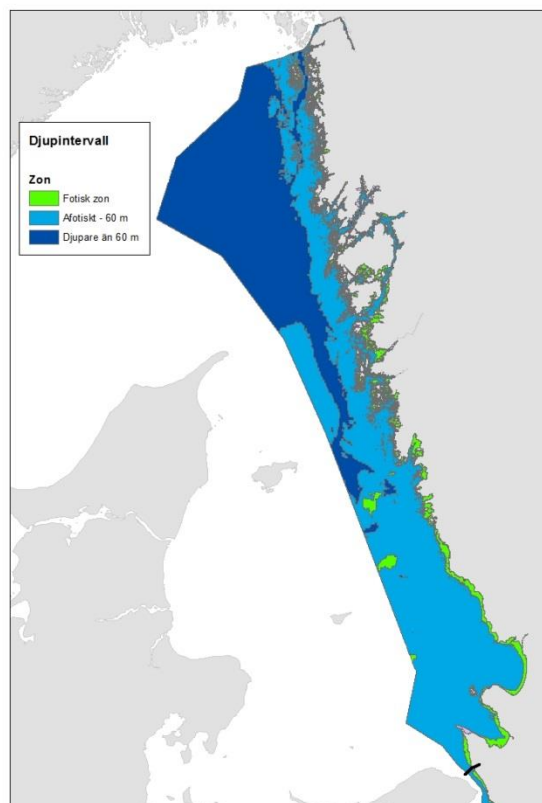 Djupintervall
Zon
Fotisk zon
Afotiskt - 60 m
Djupare än 60 m